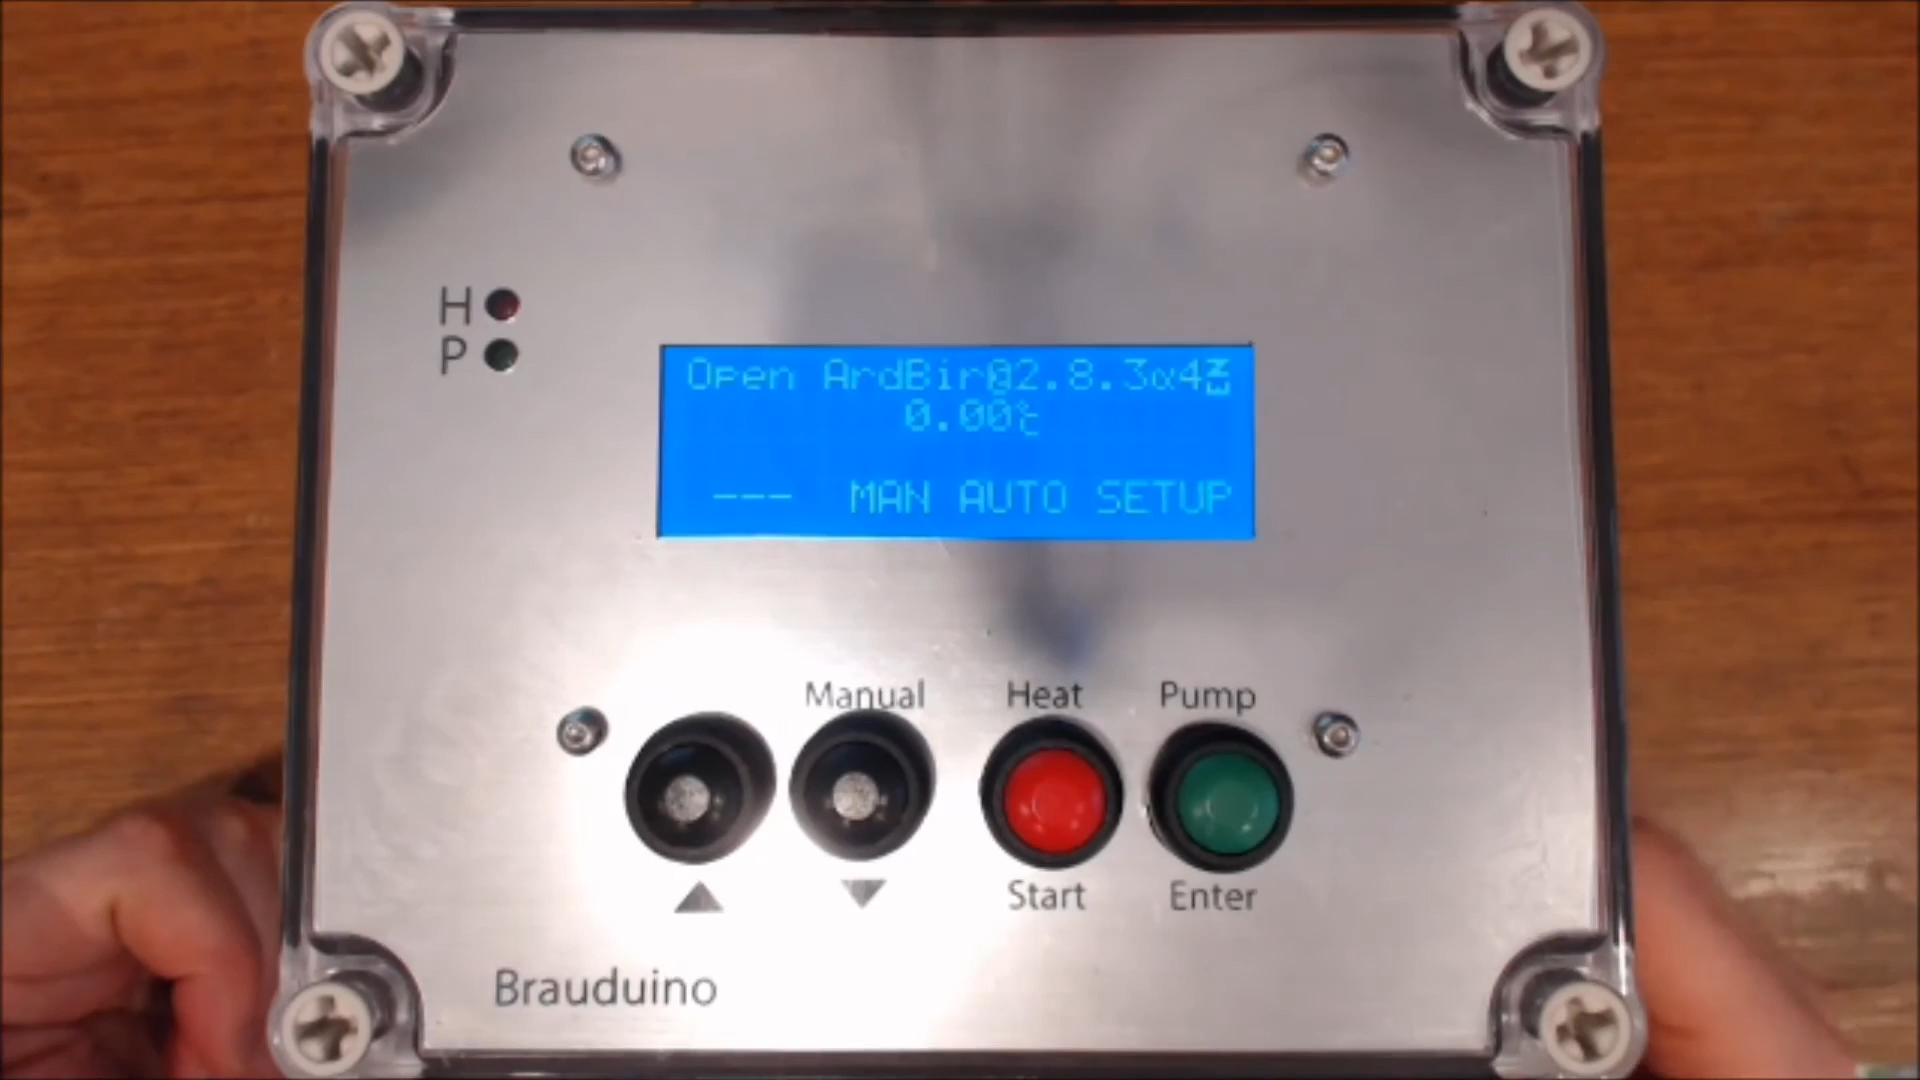 H
P
Open ArdBir@2.8.3α4
0.00℃
--- MAN AUTO SETUP
Manual Heat Pump
▲ ▼ Start Enter
Brauduino